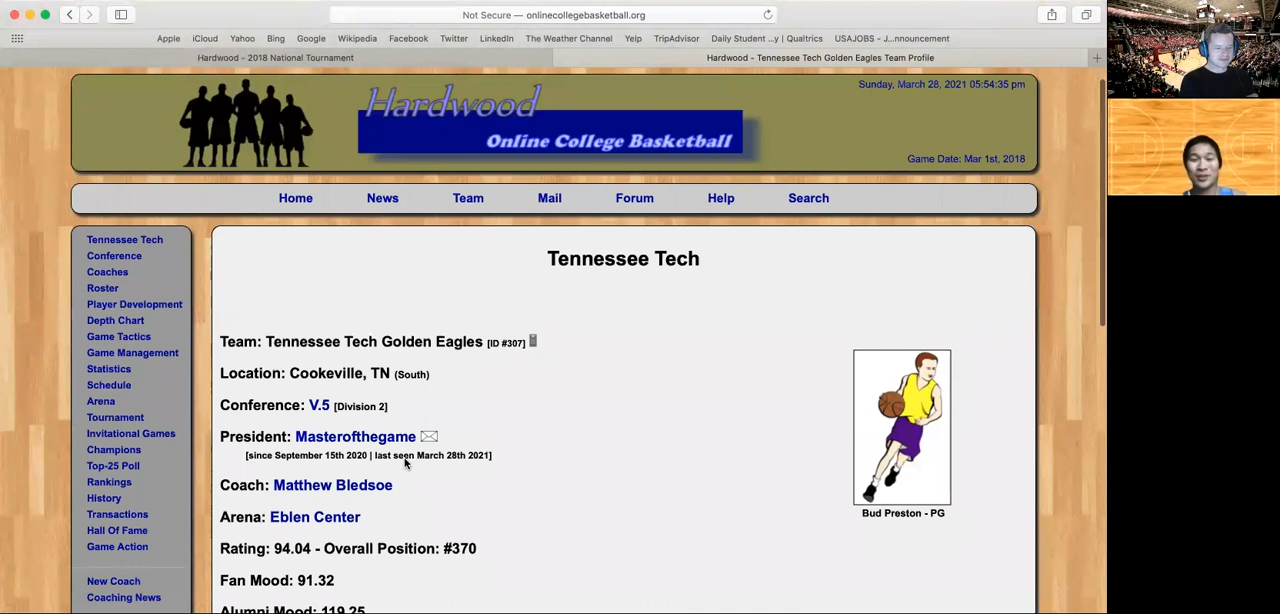 Not Secure — onlinecollegebasketball.org
Apple iCloud Yahoo Bing Google Wikipedia Facebook Twitter LinkedIn The Weather Channel Yelp TripAdvisor Daily Student ...y | Qualtrics USAJOBS - J...nnouncement
Hardwood - 2018 National Tournament
Hardwood - Tennessee Tech Golden Eagles Team Profile
Hardwood
Online College Basketball
Sunday, March 28, 2021 05:54:35 pm
Game Date: Mar 1st, 2018
Home News Team Mail Forum Help Search
Tennessee Tech
Conference
Coaches
Roster
Player Development
Depth Chart
Game Tactics
Game Management
Statistics
Schedule
Arena
Tournament
Invitational Games
Champions
Top-25 Poll
Rankings
History
Transactions
Hall Of Fame
Game Action
New Coach
Coaching News
Tennessee Tech
Team: Tennessee Tech Golden Eagles [ID #307]
Location: Cookeville, TN (South)
Conference: V.5 [Division 2]
President: Masterofthegame
[since September 15th 2020 | last seen March 28th 2021]
Coach: Matthew Bledsoe
Arena: Eblen Center
Rating: 94.04 - Overall Position: #370
Fan Mood: 91.32
Alumni Mood: 119.25
Bud Preston - PG